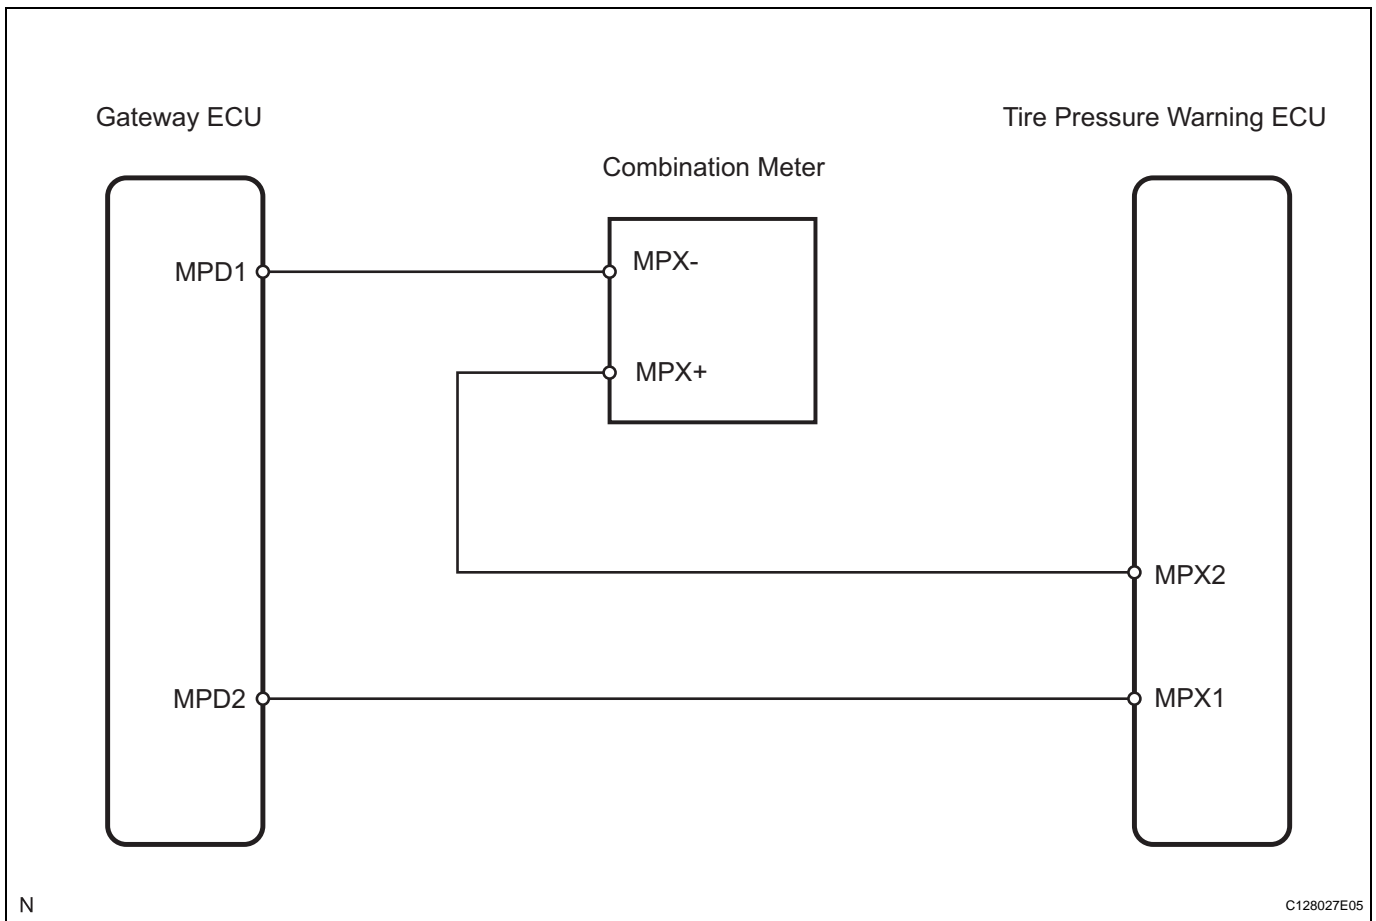 Gateway ECU
Tire Pressure Warning ECU
Combination Meter
MPD1
MPX-
MPX+
MPX2
MPD2
MPX1
N
C128027E05